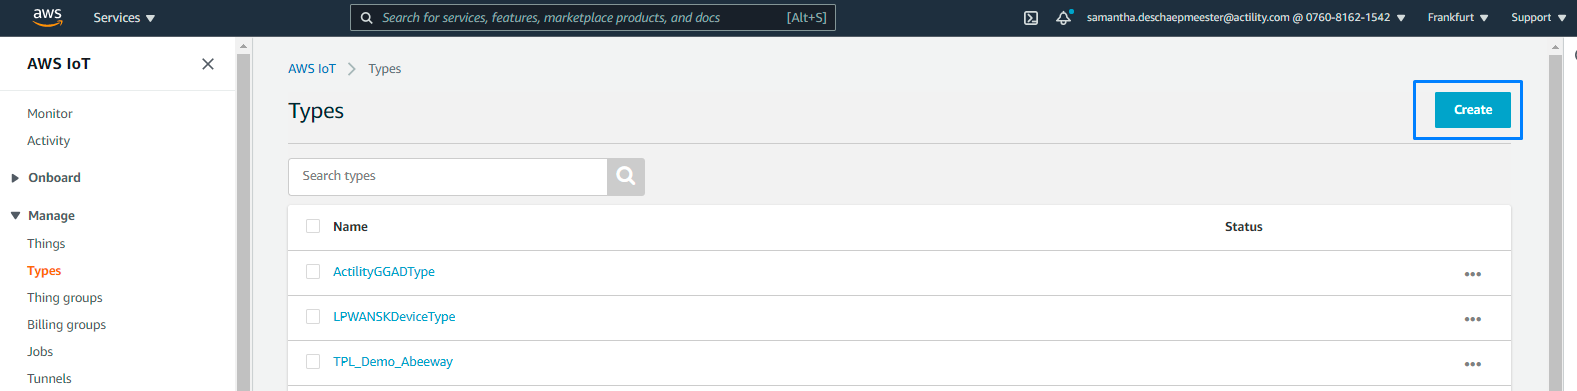 aws Services Search for services, features, marketplace products, and docs [Alt+S] samantha.deschaepmeester@actility.com @ 0760-8162-1542 Frankfurt Support
AWS IoT
Monitor
Activity
Onboard
Manage
Things
Types
Thing groups
Billing groups
Jobs
Tunnels
AWS IoT Types
Types
Create
Search types
Name Status
ActilityGGADType
LPWANSKDeviceType
TPL_Demo_Abeeway